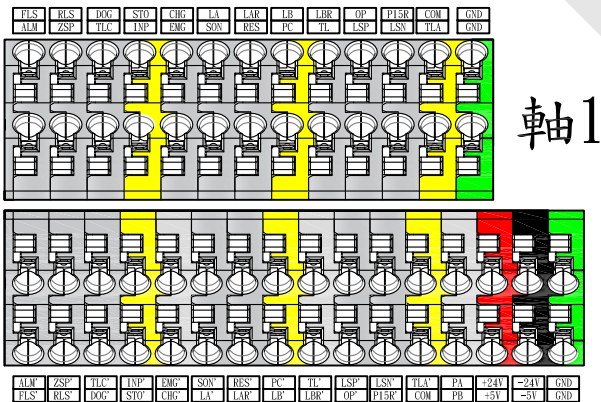 FLS RLS DOG STO CHG LA LAR LB LBR OP P15R COM GND
ALM ZSP TLC INP EMG SON RES PC TL LSP LSN TLA GND
軸1
ALM' ZSP' TLC' INP' EMG' SON' RES' PC' TL' LSP' LSN' TLA' PA +24V -24V GND
FLS' RLS' DOG' STO' CHG' LA' LAR' LB' LBR' OP' P15R' COM PB +5V -5V GND